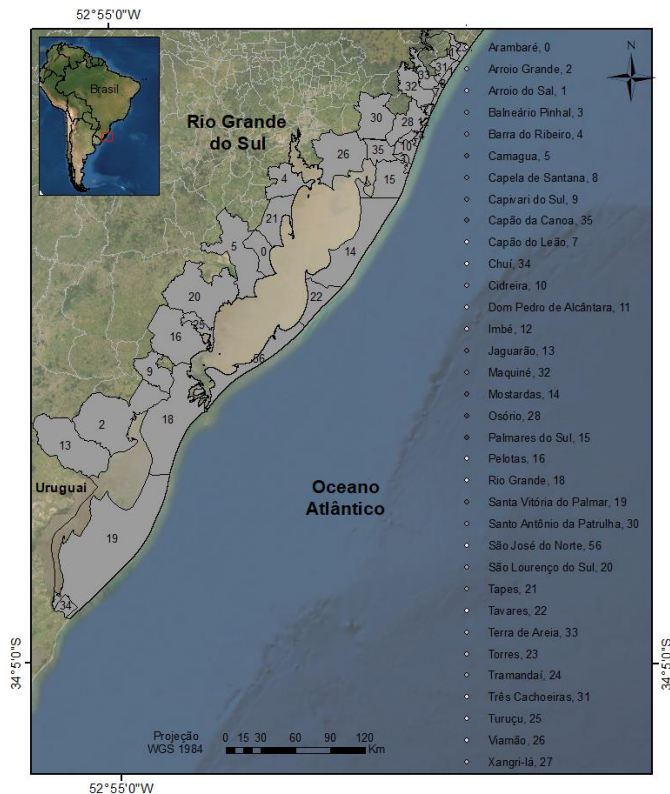 52°55'0"W
Brasil
Rio Grande
do Sul
N
Arambaré, 0
Arroio Grande, 2
Arroio do Sal, 1
Balneário Pinhal, 3
Barra do Ribeiro, 4
Camagua, 5
Capela de Santana, 8
Capivari do Sul, 9
Capão da Canoa, 35
Capão do Leão, 7
Chuí, 34
Cidreira, 10
Dom Pedro de Alcântara, 11
Imbé, 12
Jaguarão, 13
Maquiné, 32
Mostardas, 14
Osório, 28
Palmares do Sul, 15
Pelotas, 16
Rio Grande, 18
Santa Vitória do Palmar, 19
Santo Antônio da Patrulha, 30
São José do Norte, 56
São Lourenço do Sul, 20
Tapes, 21
Tavares, 22
Terra de Areia, 33
Torres, 23
Tramandaí, 24
Três Cachoeiras, 31
Turuçu, 25
Viamão, 26
Xangri-lá, 27
31
33
32
30
28
26
35
10
15
4
21
5
0
14
20
22
25
16
56
9
18
2
13
Uruguai
19
34
Oceano
Atlântico
34°5'0"S
34°5'0"S
Projeção
WGS 1984
0 15 30 60 90 120
Km
52°55'0"W